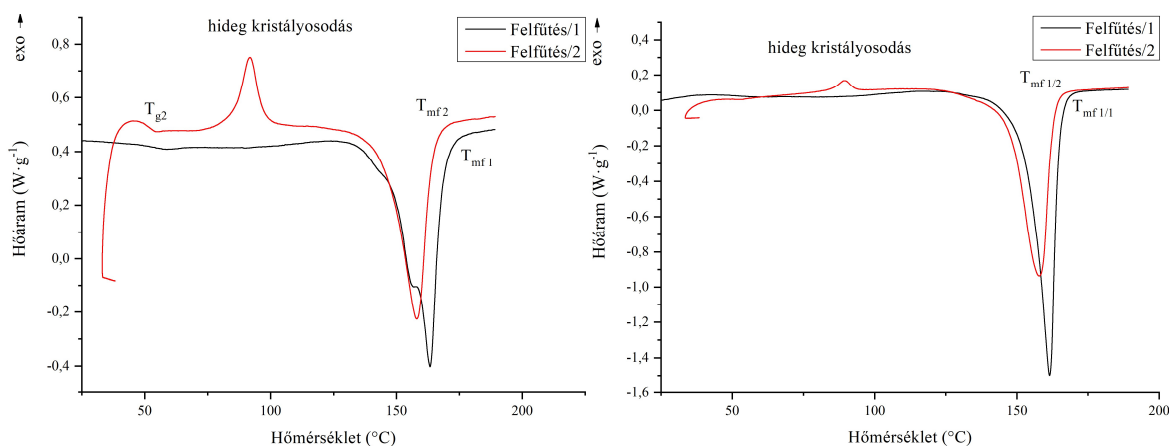 exo →
hideg kristályosodás
Felfűtés/1
Felfűtés/2
0,8
0,6
0,4
0,2
0,0
-0,2
-0,4
Hőáram (W·g-1)
Tg2
Tmf 2
Tmf 1
50
100
150
200
Hőmérséklet (°C)
exo →
hideg kristályosodás
Felfűtés/1
Felfűtés/2
0,6
0,4
0,2
0,0
-0,2
-0,4
-0,6
-0,8
-1,0
-1,2
-1,4
-1,6
Hőáram (W·g-1)
Tmf 1/2
Tmf 1/1
50
100
150
200
Hőmérséklet (°C)